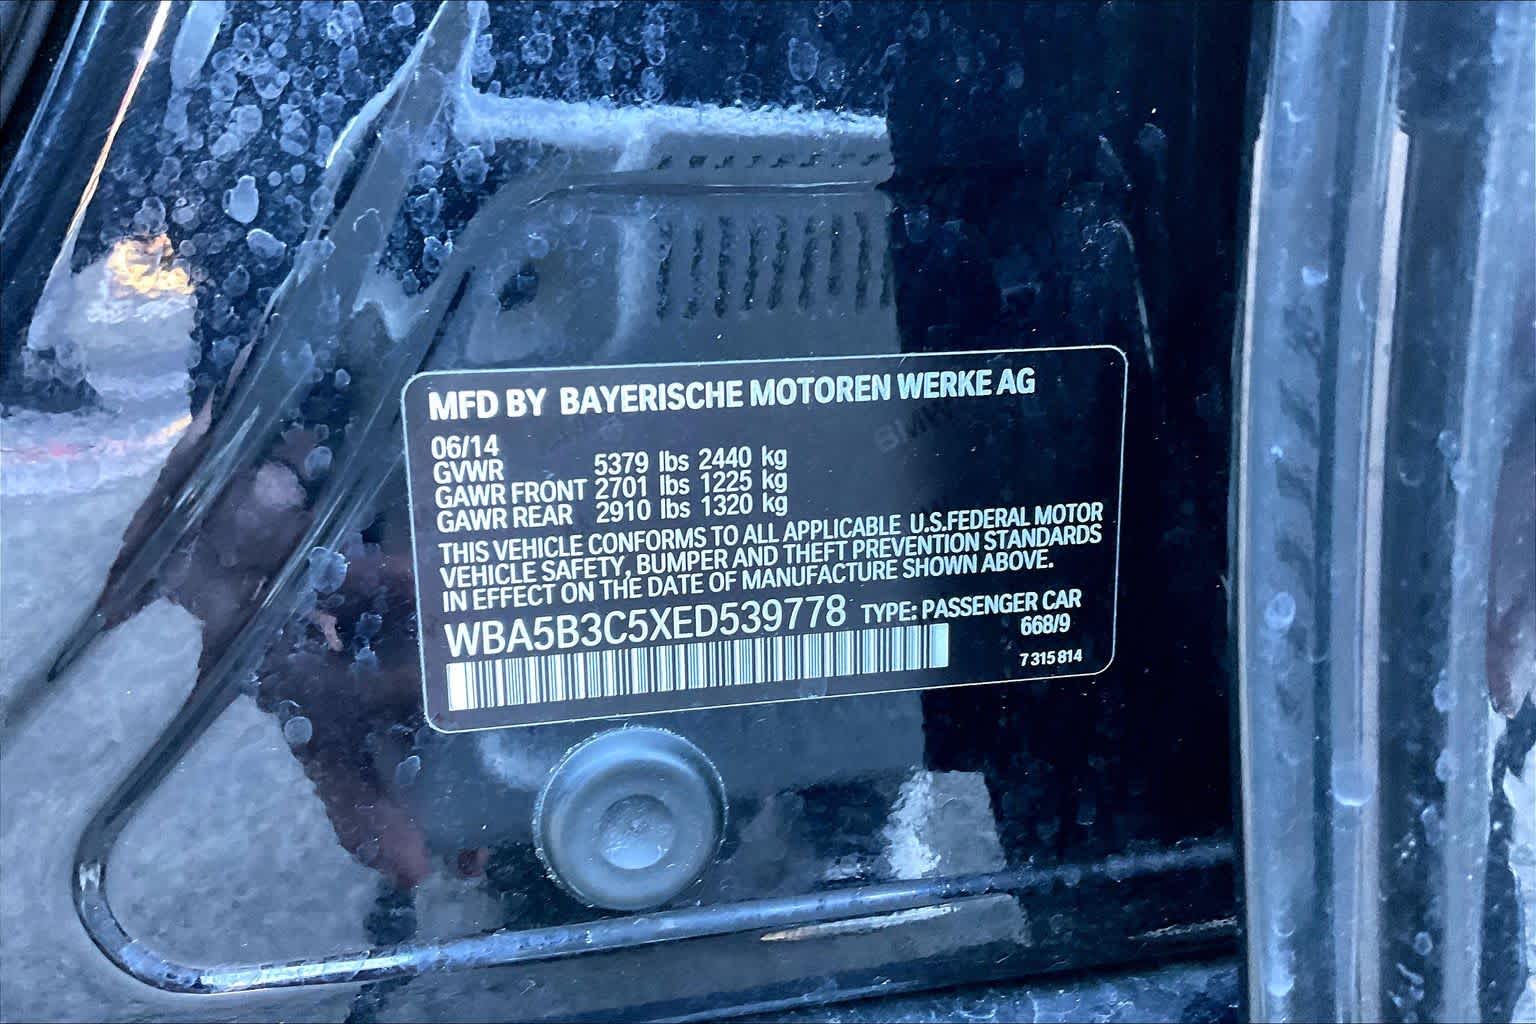 MFD BY BAYERISCHE MOTOREN WERKE AG
06/14
GVWR 5379 lbs 2440 kg
GAWR FRONT 2701 lbs 1225 kg
GAWR REAR 2910 lbs 1320 kg
THIS VEHICLE CONFORMS TO ALL APPLICABLE U.S.FEDERAL MOTOR
VEHICLE SAFETY, BUMPER AND THEFT PREVENTION STANDARDS
IN EFFECT ON THE DATE OF MANUFACTURE SHOWN ABOVE.
WBA5B3C5XED539778 TYPE: PASSENGER CAR
668/9
7 315 814